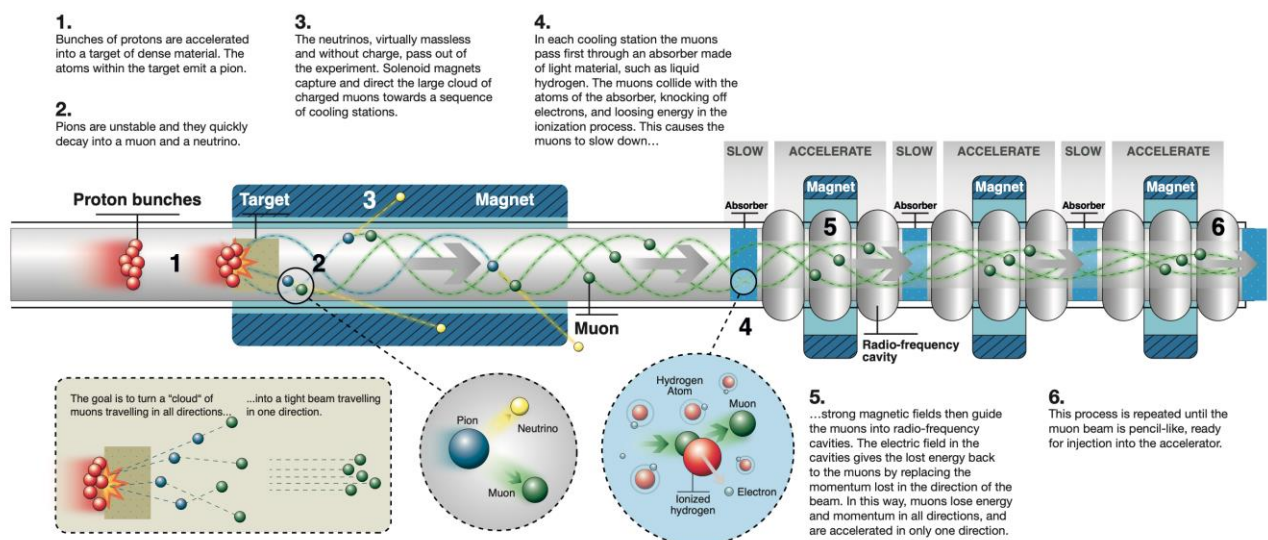 1.
Bunches of protons are accelerated
into a target of dense material. The
atoms within the target emit a pion.
2.
Pions are unstable and they quickly
decay into a muon and a neutrino.
3.
The neutrinos, virtually massless
and without charge, pass out of
the experiment. Solenoid magnets
capture and direct the large cloud of
charged muons towards a sequence
of cooling stations.
4.
In each cooling station the muons
pass first through an absorber made
of light material, such as liquid
hydrogen. The muons collide with the
atoms of the absorber, knocking off
electrons, and loosing energy in the
ionization process. This causes the
muons to slow down…
SLOW ACCELERATE SLOW ACCELERATE SLOW ACCELERATE
Proton bunches Target 3 Magnet
Magnet Magnet Magnet
Absorber Absorber Absorber
1 2 5 6
Muon
4
Radio-frequency
cavity
The goal is to turn a "cloud" of
muons travelling in all directions...
...into a tight beam travelling
in one direction.
Pion
Neutrino
Muon
Hydrogen
Atom
Muon
Electron
Ionized
hydrogen
5.
…strong magnetic fields then guide
the muons into radio-frequency
cavities. The electric field in the
cavities gives the lost energy back
to the muons by replacing the
momentum lost in the direction of the
beam. In this way, muons lose energy
and momentum in all directions, and
are accelerated in only one direction.
6.
This process is repeated until the
muon beam is pencil-like, ready
for injection into the accelerator.